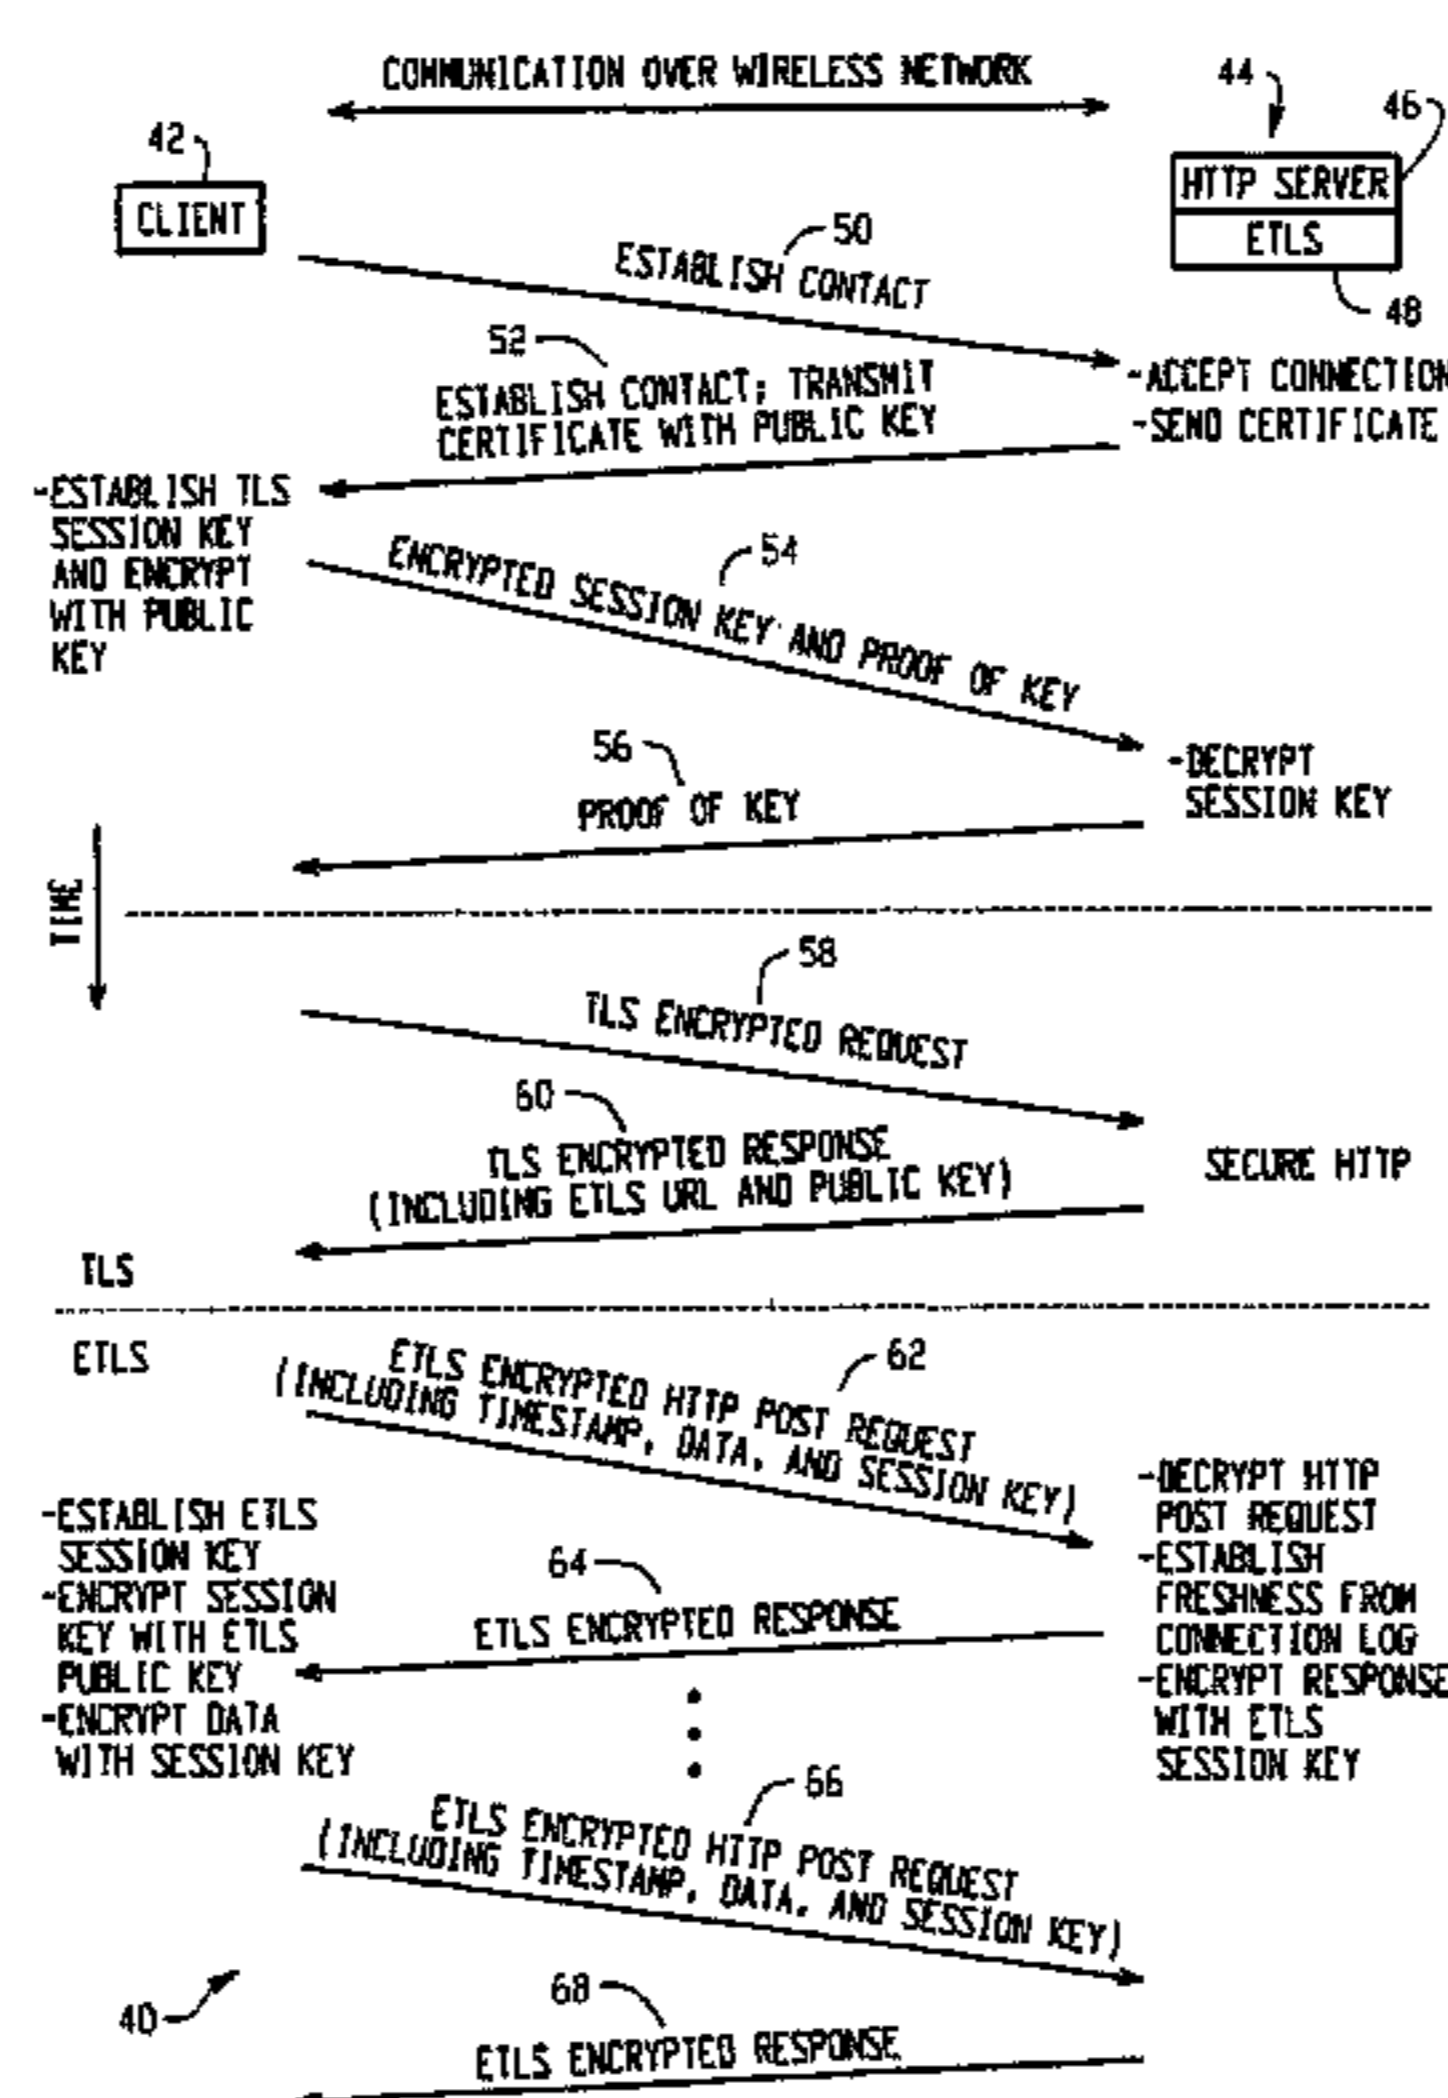 COMMUNICATION OVER WIRELESS NETWORK
44
46
42
CLIENT
HTTP SERVER
ETLS
48
50
ESTABLISH CONTACT
52
ESTABLISH CONTACT; TRANSMIT
CERTIFICATE WITH PUBLIC KEY
-ACCEPT CONNECTION
-SEND CERTIFICATE
-ESTABLISH TLS
SESSION KEY
AND ENCRYPT
WITH PUBLIC
KEY
54
ENCRYPTED SESSION KEY AND PROOF OF KEY
56
PROOF OF KEY
-DECRYPT
SESSION KEY
TIME
58
TLS ENCRYPTED REQUEST
60
TLS ENCRYPTED RESPONSE
(INCLUDING ETLS URL AND PUBLIC KEY)
SECURE HTTP
TLS
ETLS
62
ETLS ENCRYPTED HTTP POST REQUEST
(INCLUDING TIMESTAMP, DATA, AND SESSION KEY)
-ESTABLISH ETLS
SESSION KEY
-ENCRYPT SESSION
KEY WITH ETLS
PUBLIC KEY
-ENCRYPT DATA
WITH SESSION KEY
64
ETLS ENCRYPTED RESPONSE
-DECRYPT HTTP
POST REQUEST
-ESTABLISH
FRESHNESS FROM
CONNECTION LOG
-ENCRYPT RESPONSE
WITH ETLS
SESSION KEY
66
ETLS ENCRYPTED HTTP POST REQUEST
(INCLUDING TIMESTAMP, DATA, AND SESSION KEY)
40
68
ETLS ENCRYPTED RESPONSE